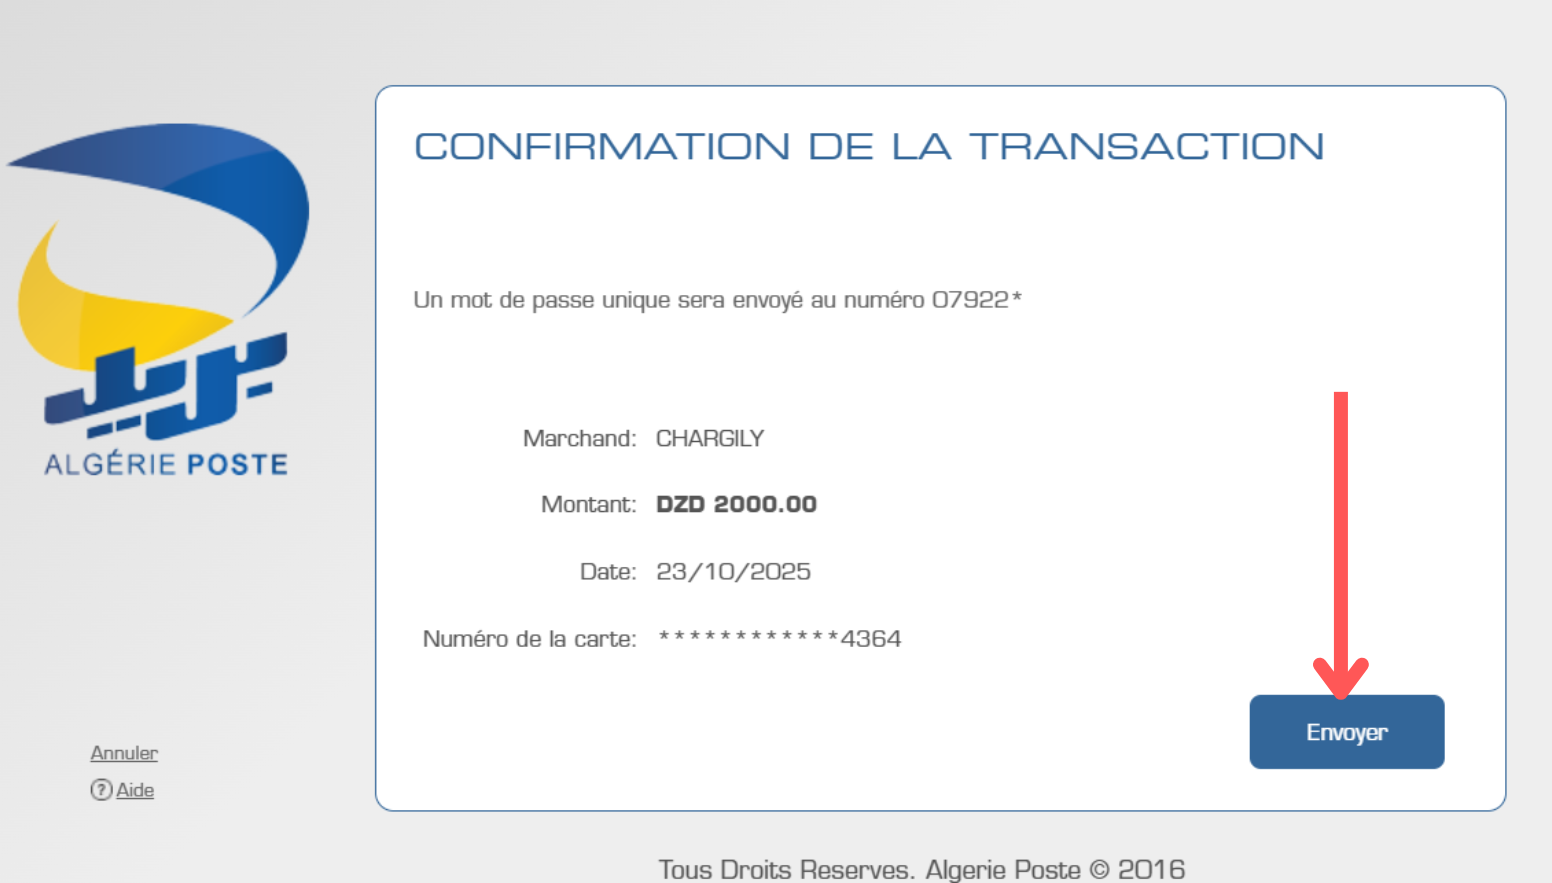 CONFIRMATION DE LA TRANSACTION
Un mot de passe unique sera envoyé au numéro 07922*
بريد
ALGÉRIE POSTE
Marchand: CHARGILY
Montant: DZD 2000.00
Date: 23/10/2025
Numéro de la carte: ************4364
Envoyer
Annuler
? Aide
Tous Droits Reserves. Algerie Poste © 2016